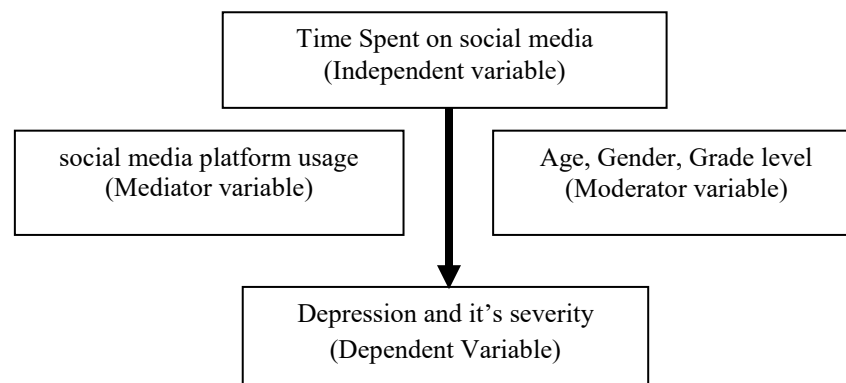 Time Spent on social media
(Independent variable)
social media platform usage
(Mediator variable)
Age, Gender, Grade level
(Moderator variable)
Depression and it's severity
(Dependent Variable)